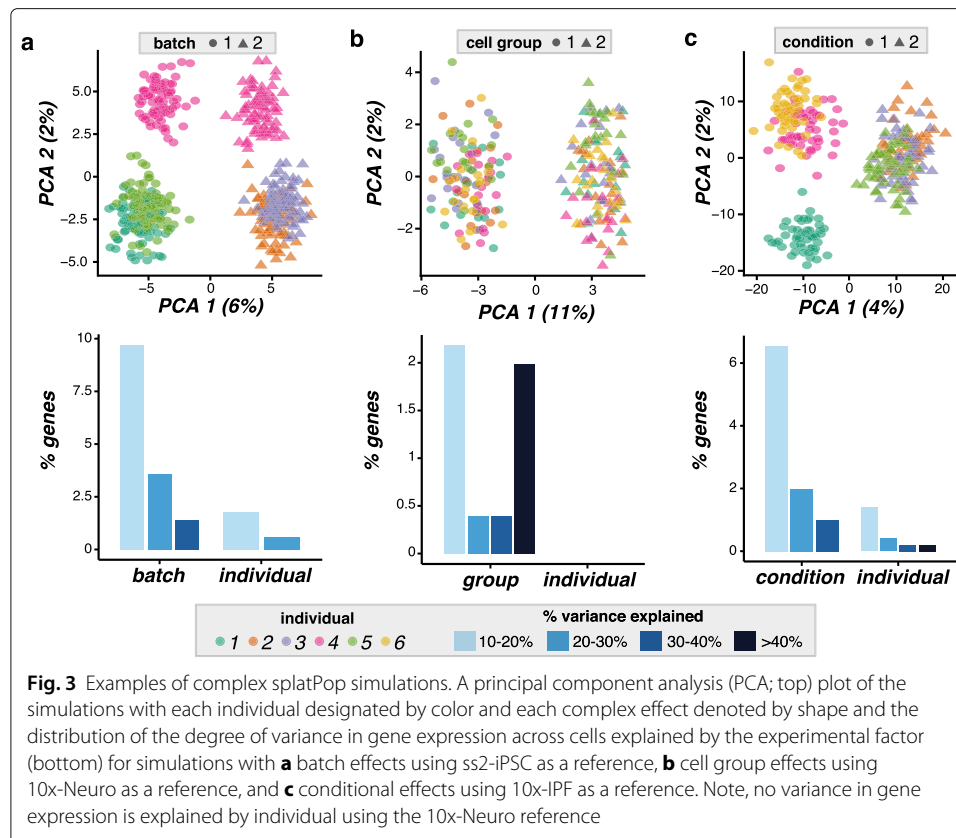 a
batch ● 1 ▲ 2
5.0
2.5
0
−2.5
−5.0
PCA 2 (2%)
−5
0
5
PCA 1 (6%)
b
cell group ● 1 ▲ 2
4
2
0
−2
PCA 2 (2%)
−6
−3
0
3
PCA 1 (11%)
c
condition ● 1 ▲ 2
10
0
−10
−20
PCA 2 (2%)
−20
−10
0
10
20
PCA 1 (4%)
10
7.5
5
2.5
0
% genes
batch
individual
2
1.5
1
0.5
0
% genes
group
individual
6
4
2
0
% genes
condition
individual
individual
1 2 3 4 5 6
% variance explained
10-20% 20-30% 30-40% >40%
Fig. 3 Examples of complex splatPop simulations. A principal component analysis (PCA; top) plot of the
simulations with each individual designated by color and each complex effect denoted by shape and the
distribution of the degree of variance in gene expression across cells explained by the experimental factor
(bottom) for simulations with a batch effects using ss2-iPSC as a reference, b cell group effects using
10x-Neuro as a reference, and c conditional effects using 10x-IPF as a reference. Note, no variance in gene
expression is explained by individual using the 10x-Neuro reference